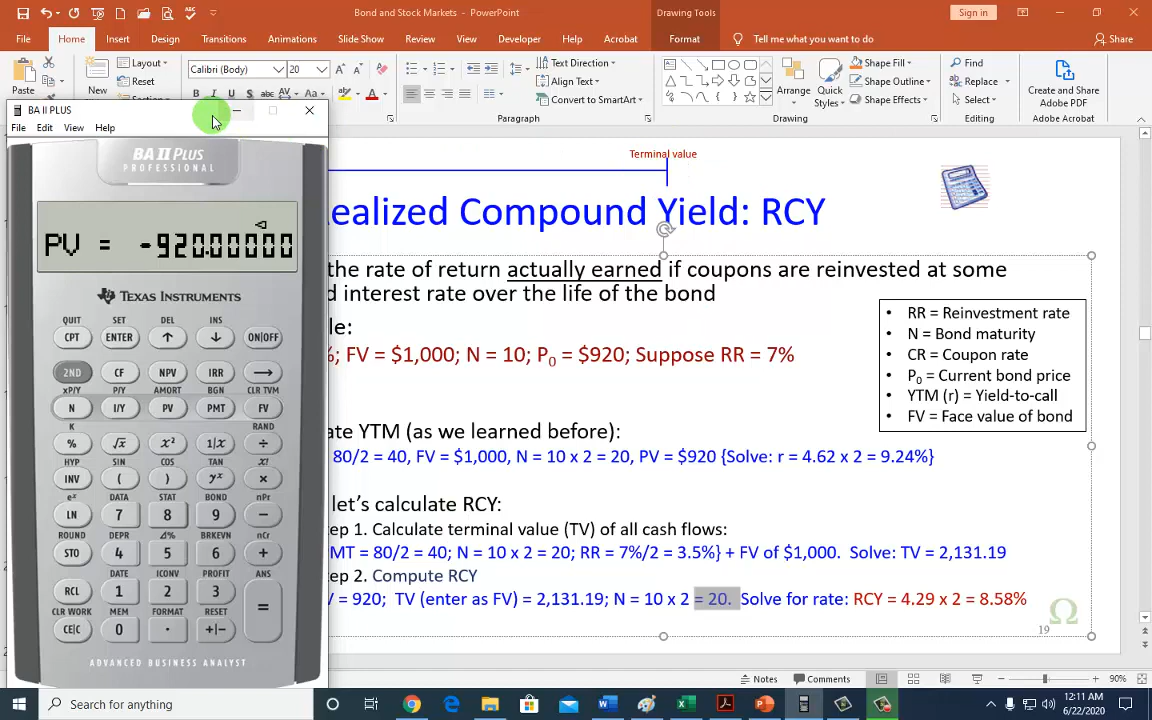 Bond and Stock Markets - PowerPoint
Drawing Tools
Sign in
File
Home
Insert
Design
Transitions
Animations
Slide Show
Review
View
Developer
Help
Acrobat
Format
Tell me what you want to do
Share
Paste
New
Layout
Reset
Calibri (Body)
20
B I U S abc AV Aa A
Text Direction
Align Text
Convert to SmartArt
Paragraph
Arrange
Quick Styles
Shape Fill
Shape Outline
Shape Effects
Drawing
Find
Replace
Select
Editing
Create and Share Adobe PDF
Adobe Acrobat
BA II PLUS
File Edit View Help
BA II PLUS
PROFESSIONAL
PV = -920.00000
TEXAS INSTRUMENTS
QUIT SET DEL INS
CPT ENTER ↑ ↓ ON|OFF
2ND CF NPV IRR →
xP/Y P/Y AMORT BGN CLR TVM
N I/Y PV PMT FV
K RAND
% √x x² 1/X ÷
HYP SIN COS TAN x!
INV ( ) yˣ ×
eˣ DATA STAT BOND nPr
LN 7 8 9 −
ROUND DEPR Δ% BRKEVN nCr
STO 4 5 6 +
DATE ICONV PROFIT ANS
RCL 1 2 3 =
CLR WORK MEM FORMAT RESET
CE|C 0 . +|−
ADVANCED BUSINESS ANALYST
Terminal value
ealized Compound Yield: RCY
the rate of return actually earned if coupons are reinvested at some
d interest rate over the life of the bond
le:
%; FV = $1,000; N = 10; P0 = $920; Suppose RR = 7%
• RR = Reinvestment rate
• N = Bond maturity
• CR = Coupon rate
• P0 = Current bond price
• YTM (r) = Yield-to-call
• FV = Face value of bond
ate YTM (as we learned before):
80/2 = 40, FV = $1,000, N = 10 x 2 = 20, PV = $920 {Solve: r = 4.62 x 2 = 9.24%}
let’s calculate RCY:
tep 1. Calculate terminal value (TV) of all cash flows:
MT = 80/2 = 40; N = 10 x 2 = 20; RR = 7%/2 = 3.5%} + FV of $1,000. Solve: TV = 2,131.19
tep 2. Compute RCY
V = 920; TV (enter as FV) = 2,131.19; N = 10 x 2 = 20. Solve for rate: RCY = 4.29 x 2 = 8.58%
19
Ω
Notes
Comments
90%
Type here to search for anything
12:11 AM
6/22/2020